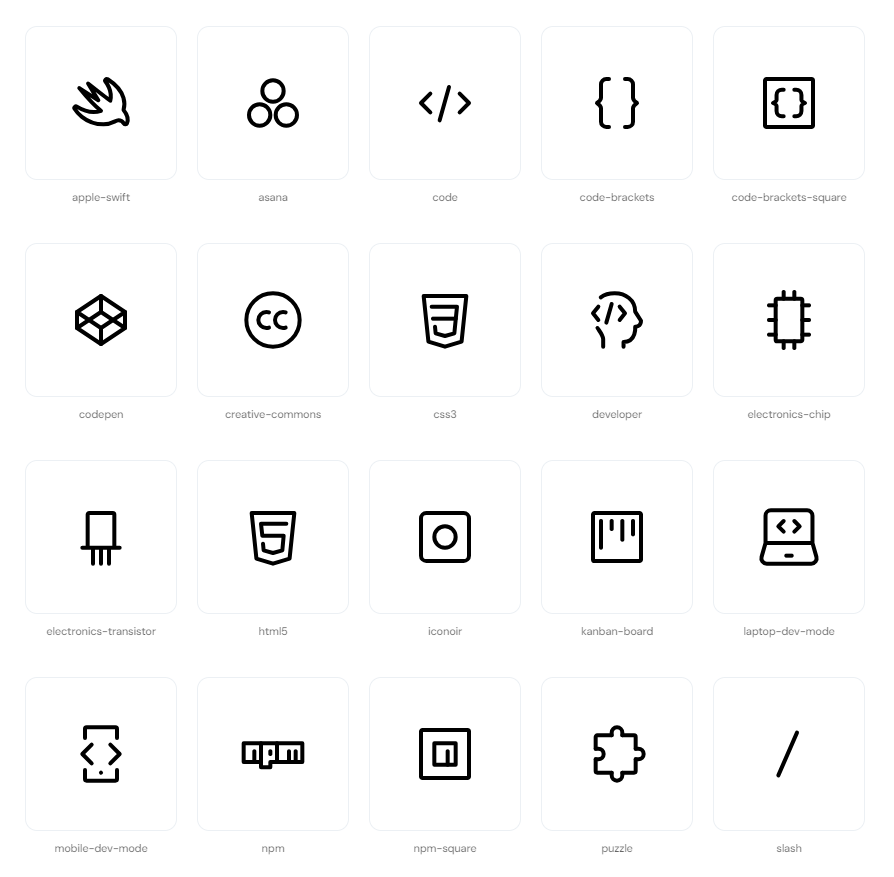 apple-swift
asana
code
code-brackets
code-brackets-square
codepen
creative-commons
css3
developer
electronics-chip
electronics-transistor
html5
iconoir
kanban-board
laptop-dev-mode
mobile-dev-mode
npm
npm-square
puzzle
slash